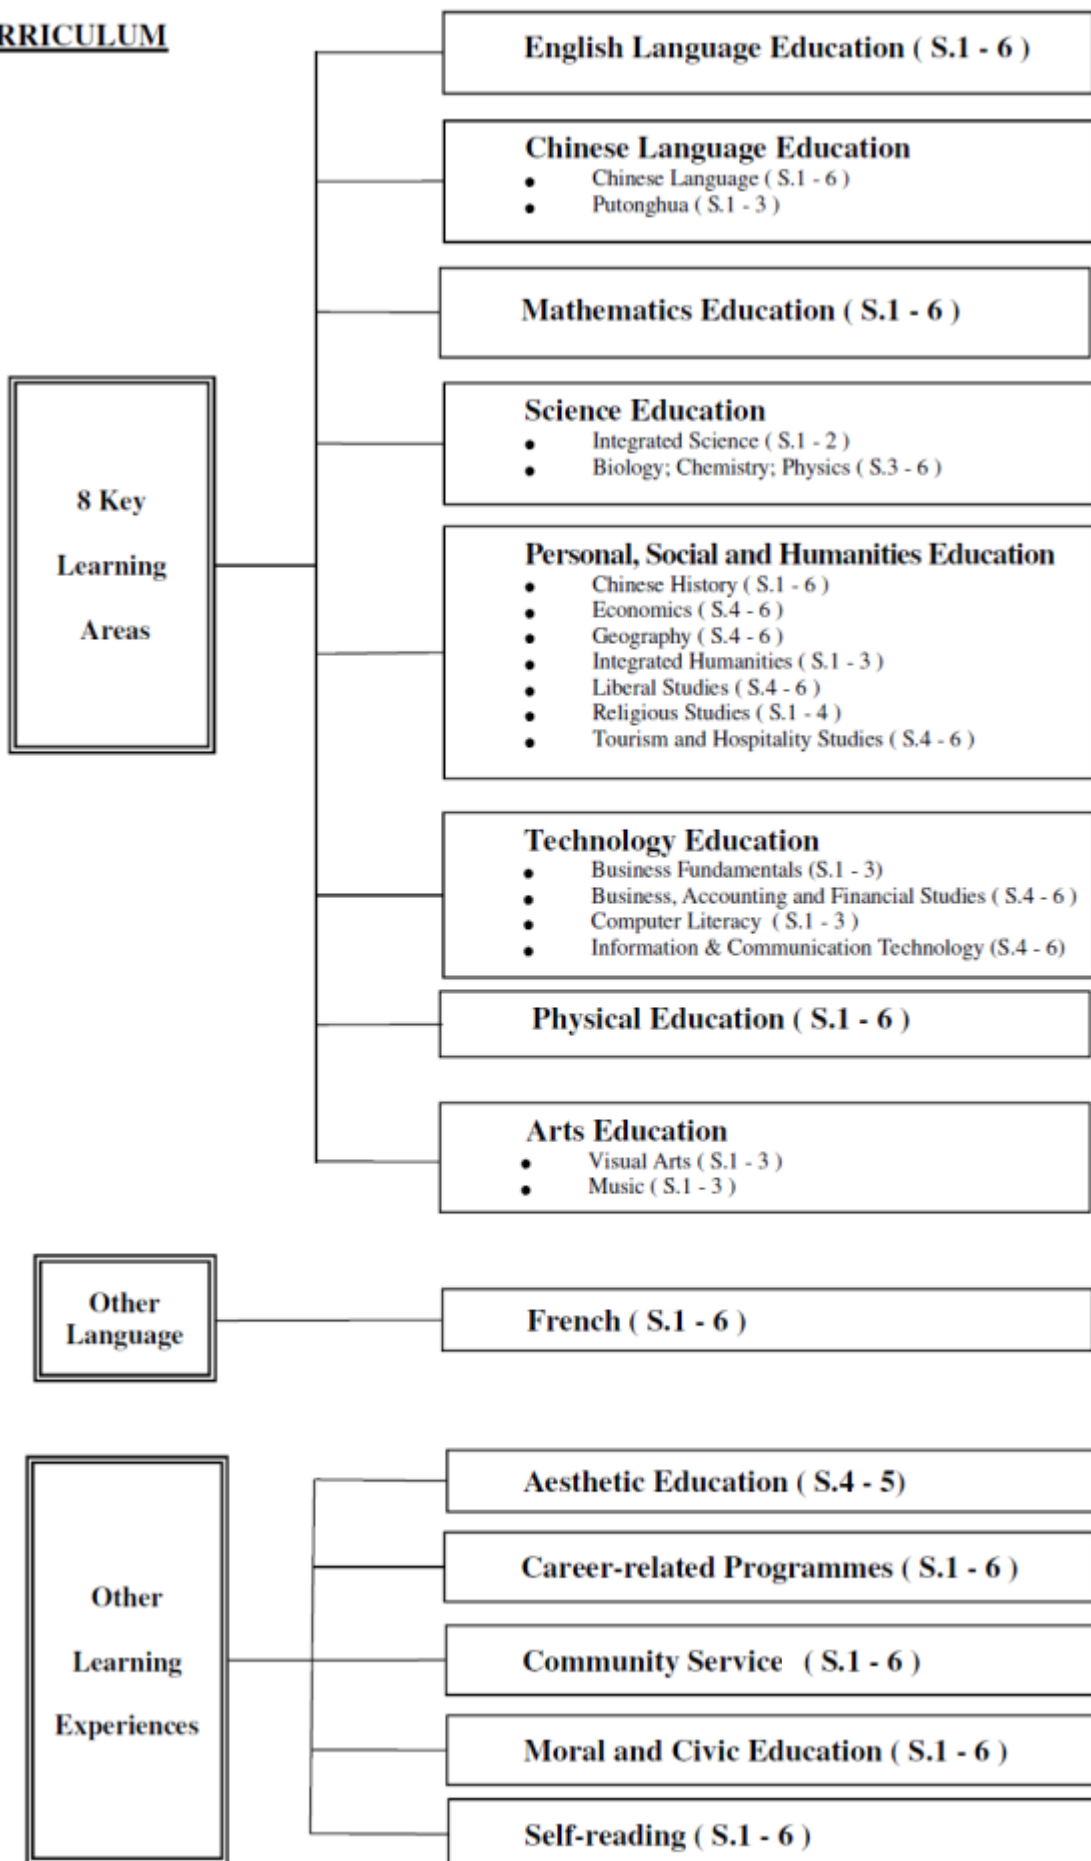 RRICULUM
English Language Education ( S.1 - 6 )
Chinese Language Education
• Chinese Language ( S.1 - 6 )
• Putonghua ( S.1 - 3 )
Mathematics Education ( S.1 - 6 )
Science Education
• Integrated Science ( S.1 - 2 )
• Biology; Chemistry; Physics ( S.3 - 6 )
8 Key
Learning
Areas
Personal, Social and Humanities Education
• Chinese History ( S.1 - 6 )
• Economics ( S.4 - 6 )
• Geography ( S.4 - 6 )
• Integrated Humanities ( S.1 - 3 )
• Liberal Studies ( S.4 - 6 )
• Religious Studies ( S.1 - 4 )
• Tourism and Hospitality Studies ( S.4 - 6 )
Technology Education
• Business Fundamentals (S.1 - 3)
• Business, Accounting and Financial Studies ( S.4 - 6 )
• Computer Literacy ( S.1 - 3 )
• Information & Communication Technology (S.4 - 6)
Physical Education ( S.1 - 6 )
Arts Education
• Visual Arts ( S.1 - 3 )
• Music ( S.1 - 3 )
Other
Language
French ( S.1 - 6 )
Other
Learning
Experiences
Aesthetic Education ( S.4 - 5)
Career-related Programmes ( S.1 - 6 )
Community Service ( S.1 - 6 )
Moral and Civic Education ( S.1 - 6 )
Self-reading ( S.1 - 6 )